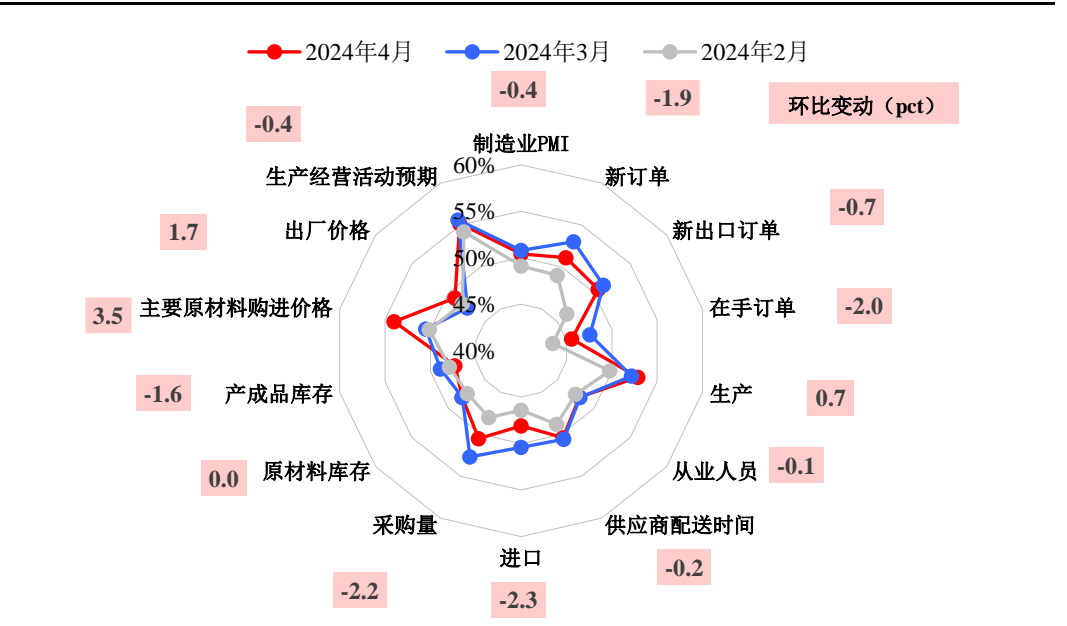 2024年4月
2024年3月
2024年2月
-0.4
-1.9
环比变动（pct）
-0.4
制造业PMI
60%
生产经营活动预期
新订单
-0.7
1.7
出厂价格
55%
新出口订单
50%
3.5
主要原材料购进价格
45%
在手订单
-2.0
40%
-1.6
产成品库存
生产
0.7
0.0
原材料库存
从业人员
-0.1
采购量
供应商配送时间
进口
-0.2
-2.2
-2.3